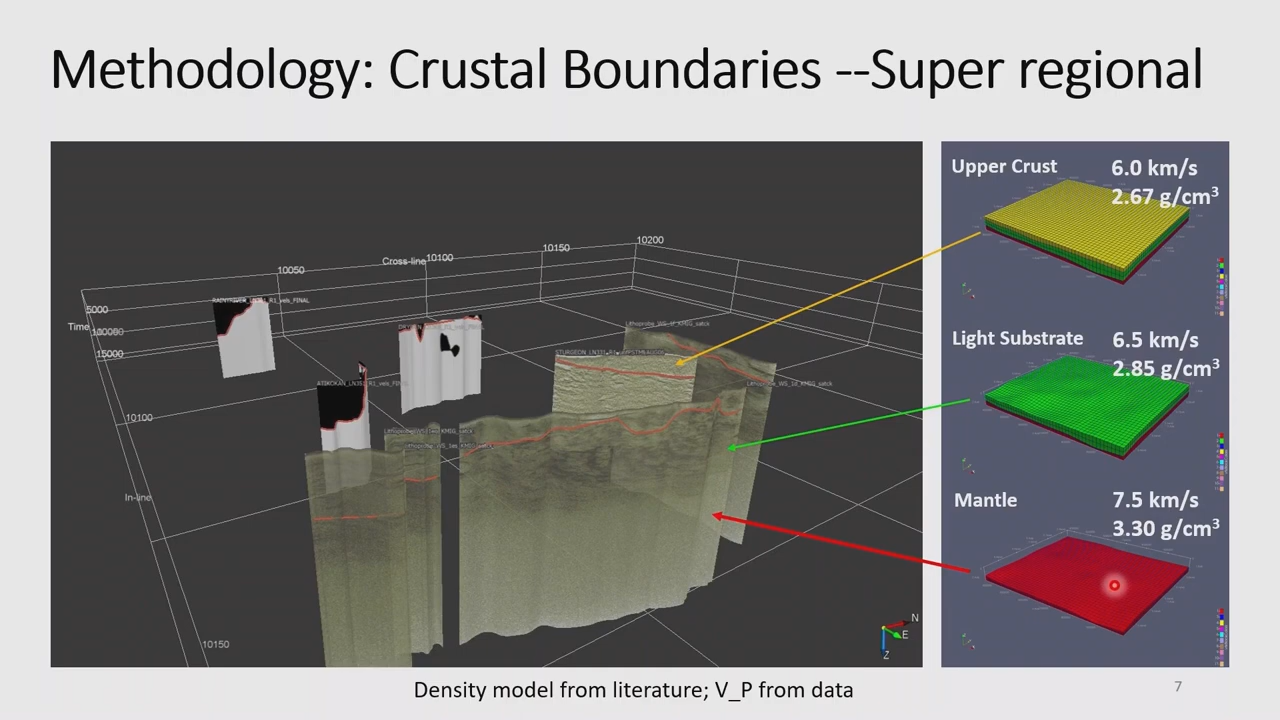 Methodology: Crustal Boundaries --Super regional
Upper Crust
6.0 km/s
2.67 g/cm³
Light Substrate
6.5 km/s
2.85 g/cm³
Mantle
7.5 km/s
3.30 g/cm³
10200
10150
Cross-line
10100
10050
5000
Time
15000
10100
In-line
10150
N
E
Z
Density model from literature; V_P from data
7